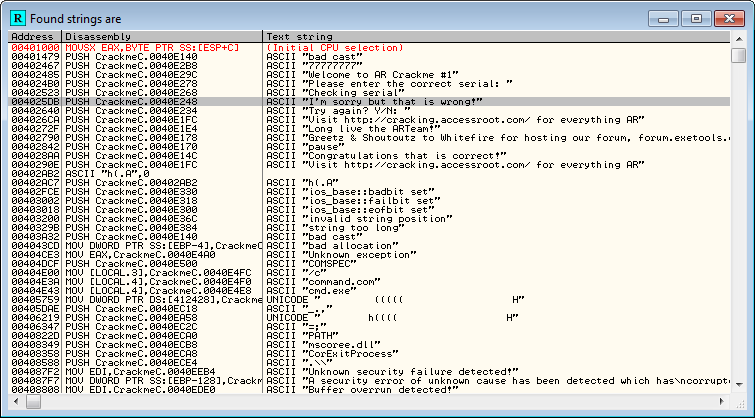 R Found strings are
Address Disassembly Text string
00401000 MOVSX EAX,BYTE PTR SS:[ESP+C] (Initial CPU selection)
00401479 PUSH CrackmeC.0040E140 ASCII "bad cast"
00402467 PUSH CrackmeC.0040E2B8 ASCII "77777777"
00402485 PUSH CrackmeC.0040E29C ASCII "Welcome to AR Crackme #1"
004024B0 PUSH CrackmeC.0040E278 ASCII "Please enter the correct serial: "
00402523 PUSH CrackmeC.0040E268 ASCII "Checking serial"
004025DB PUSH CrackmeC.0040E248 ASCII "I'm sorry but that is wrong!"
00402640 PUSH CrackmeC.0040E234 ASCII "Try again? Y/N: "
004026CA PUSH CrackmeC.0040E1FC ASCII "Visit http://cracking.accessroot.com/ for everything AR"
0040272F PUSH CrackmeC.0040E1E4 ASCII "Long live the ARTeam!"
0040279A PUSH CrackmeC.0040E178 ASCII "Greetz & Shoutoutz to Whitefire for hosting our forum, forum.exetools.c
00402842 PUSH CrackmeC.0040E170 ASCII "pause"
004028AA PUSH CrackmeC.0040E14C ASCII "Congratulations that is correct!"
0040290E PUSH CrackmeC.0040E1FC ASCII "Visit http://cracking.accessroot.com/ for everything AR"
00402AB2 ASCII "h(.A",0
00402AC7 PUSH CrackmeC.00402AB2 ASCII "h(.A"
00402FCE PUSH CrackmeC.0040E330 ASCII "ios_base::badbit set"
00403002 PUSH CrackmeC.0040E318 ASCII "ios_base::failbit set"
00403018 PUSH CrackmeC.0040E300 ASCII "ios_base::eofbit set"
00403200 PUSH CrackmeC.0040E36C ASCII "invalid string position"
0040329B PUSH CrackmeC.0040E384 ASCII "string too long"
00403A32 PUSH CrackmeC.0040E140 ASCII "bad cast"
004043CD MOV DWORD PTR SS:[EBP-4],CrackmeC ASCII "bad allocation"
00404CE3 MOV EAX,CrackmeC.0040E4A0 ASCII "Unknown exception"
00404DCF PUSH CrackmeC.0040E500 ASCII "COMSPEC"
00404E00 MOV [LOCAL.3],CrackmeC.0040E4FC ASCII "/c"
00404E3A MOV [LOCAL.4],CrackmeC.0040E4F0 ASCII "command.com"
00404E43 MOV [LOCAL.4],CrackmeC.0040E4E8 ASCII "cmd.exe"
00405759 MOV DWORD PTR DS:[412428],Crackme UNICODE " ((((( H"
00405DAE PUSH CrackmeC.0040EC18 ASCII "_.,"
00406219 PUSH CrackmeC.0040EA58 UNICODE " h(((( H"
00406347 PUSH CrackmeC.0040EC2C ASCII "=;"
0040822D PUSH CrackmeC.0040ECA0 ASCII "PATH"
00408349 PUSH CrackmeC.0040ECB8 ASCII "mscoree.dll"
00408358 PUSH CrackmeC.0040ECA8 ASCII "CorExitProcess"
00408588 PUSH CrackmeC.0040ECE4 ASCII ".\\"
004087F2 MOV EDI,CrackmeC.0040EEB4 ASCII "Unknown security failure detected!"
004087F7 MOV DWORD PTR SS:[EBP-128],Crackme ASCII "A security error of unknown cause has been detected which has\ncorrupte
00408808 MOV EDI,CrackmeC.0040EDE0 ASCII "Buffer overrun detected!"